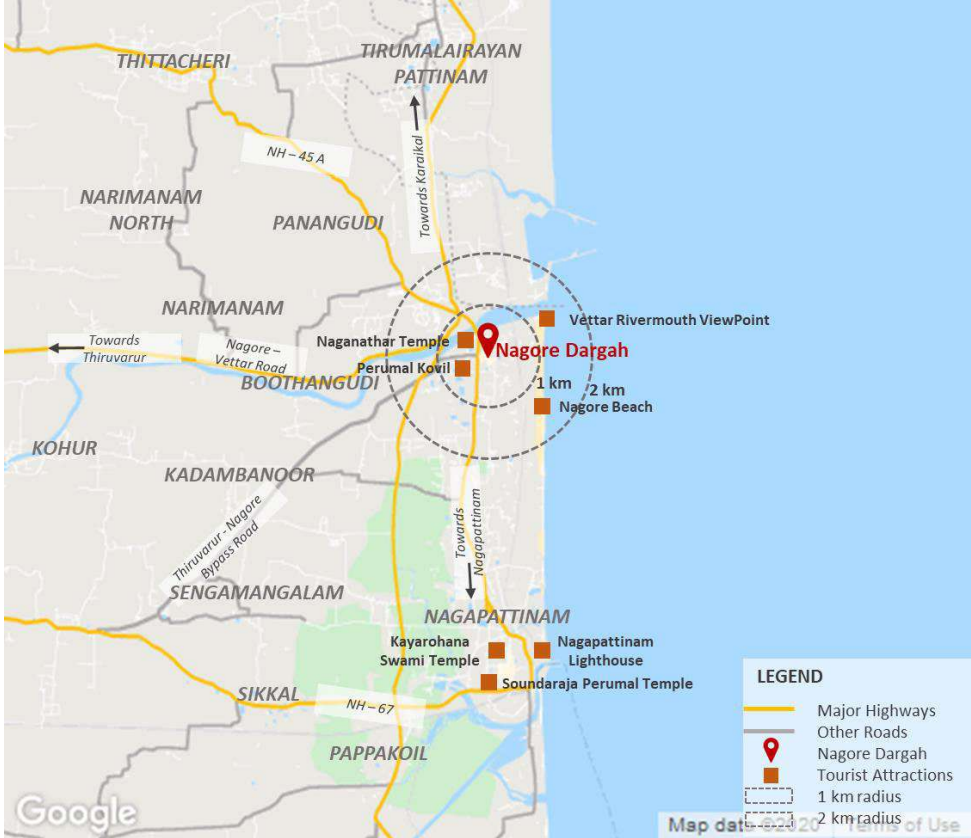 THITTACHERI
TIRUMALAIRAYAN
PATTINAM
NH – 45 A
Towards Karaikal
NARIMANAM
NORTH
PANANGUDI
NARIMANAM
Vettar Rivermouth ViewPoint
Towards
Thiruvarur
Nagore –
Vettar Road
Naganathar Temple
Nagore Dargah
Perumal Kovil
BOOTHANGUDI
1 km
2 km
Nagore Beach
KOHUR
KADAMBANOOR
Thiruvarur - Nagore
Bypass Road
Towards
Nagapattinam
SENGAMANGALAM
NAGAPATTINAM
Kayarohana
Swami Temple
Nagapattinam
Lighthouse
Soundaraja Perumal Temple
SIKKAL
NH – 67
PAPPAKOIL
LEGEND
Major Highways
Other Roads
Nagore Dargah
Tourist Attractions
1 km radius
2 km radius
Google
Map data ©2020
Terms of Use